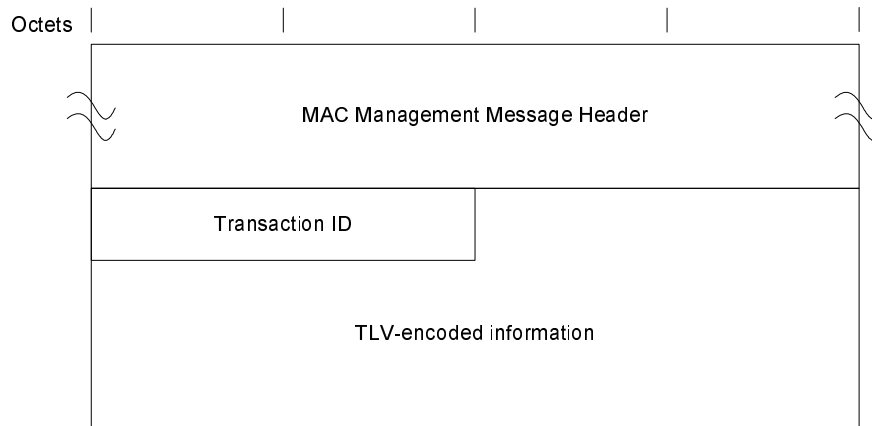 Octets
MAC Management Message Header
Transaction ID
TLV-encoded information